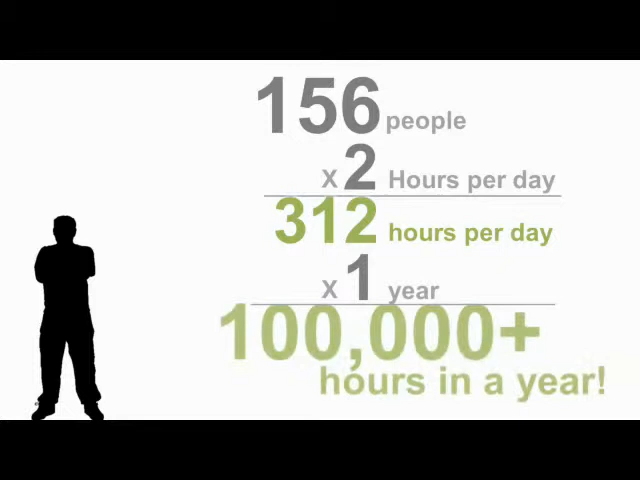 156 people
X 2 Hours per day
312 hours per day
X 1 year
100,000+
hours in a year!